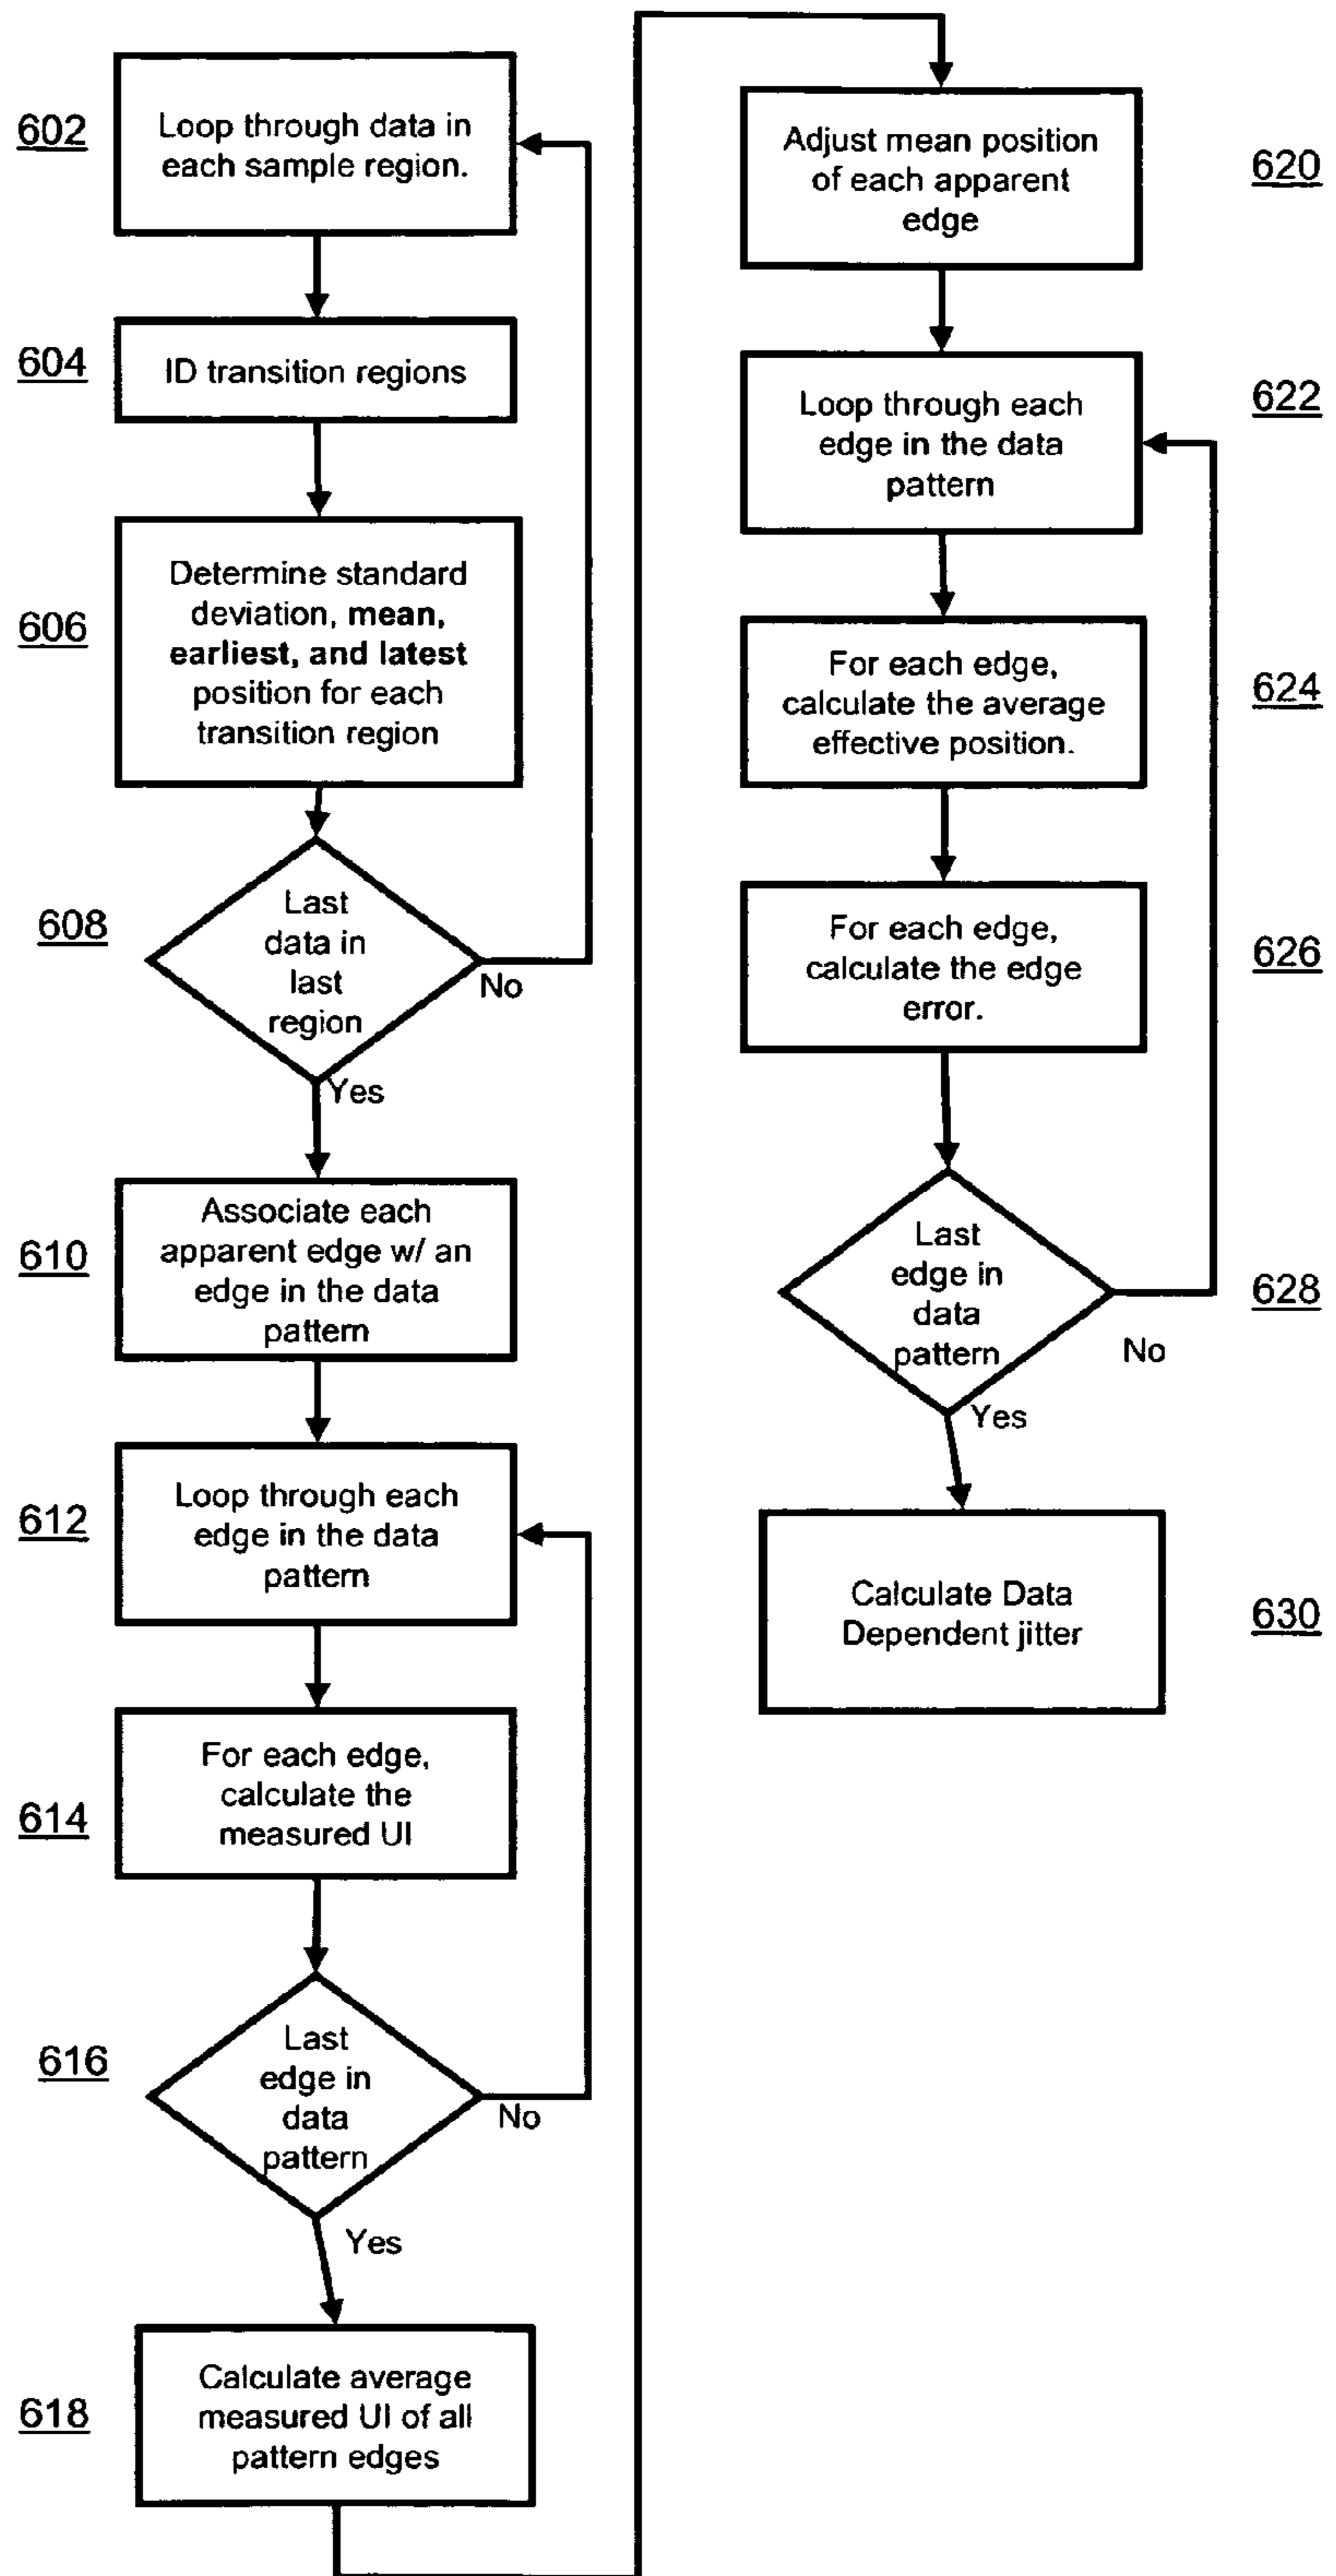 602
Loop through data in
each sample region.
604
ID transition regions
606
Determine standard
deviation, mean,
earliest, and latest
position for each
transition region
608
Last
data in
last
region
No
Yes
610
Associate each
apparent edge w/ an
edge in the data
pattern
612
Loop through each
edge in the data
pattern
614
For each edge,
calculate the
measured UI
616
Last
edge in
data
pattern
No
Yes
618
Calculate average
measured UI of all
pattern edges
Adjust mean position
of each apparent
edge
620
Loop through each
edge in the data
pattern
622
For each edge,
calculate the average
effective position.
624
For each edge,
calculate the edge
error.
626
Last
edge in
data
pattern
628
No
Yes
Calculate Data
Dependent jitter
630